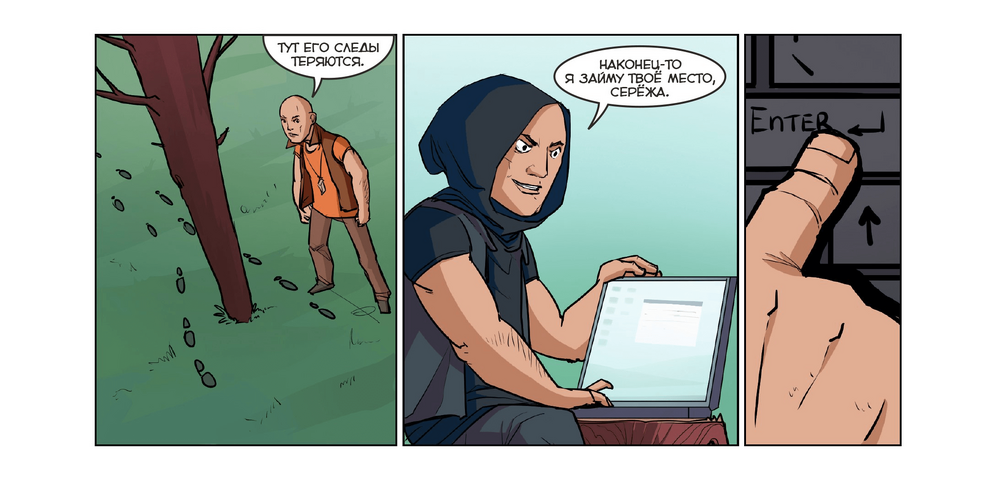 ТУТ ЕГО СЛЕДЫ
ТЕРЯЮТСЯ.
НАКОНЕЦ-ТО
Я ЗАЙМУ ТВОЁ МЕСТО,
СЕРЁЖА.
ENTER